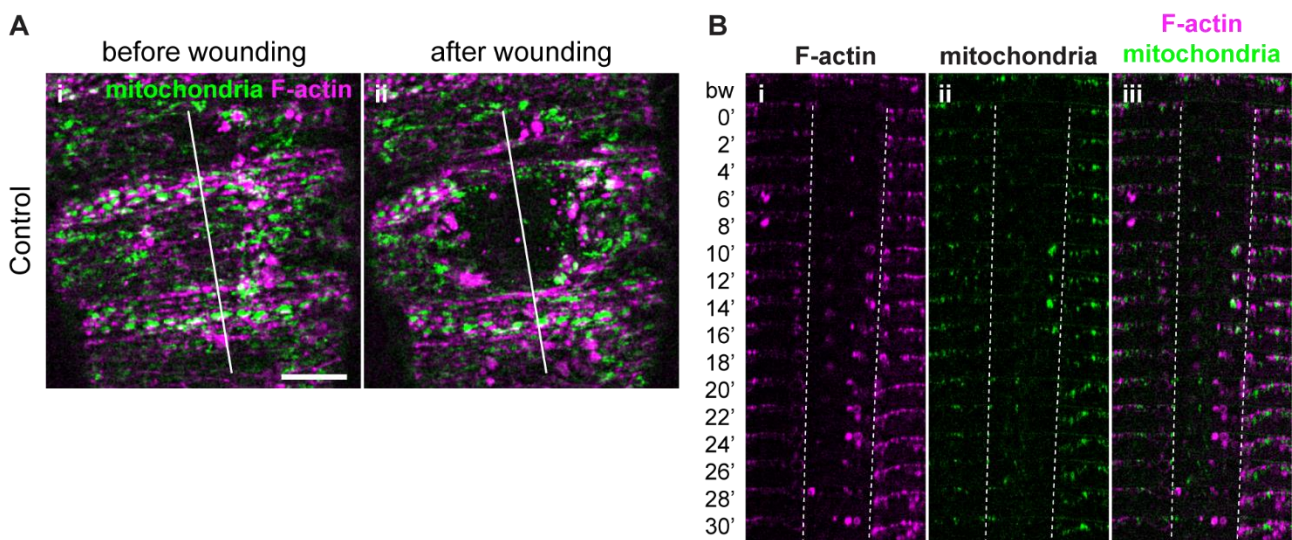 A
before wounding
after wounding
i
mitochondria F-actin
ii
Control
B
F-actin
mitochondria
F-actin
mitochondria
i
ii
iii
bw
0’
2’
4’
6’
8’
10’
12’
14’
16’
18’
20’
22’
24’
26’
28’
30’